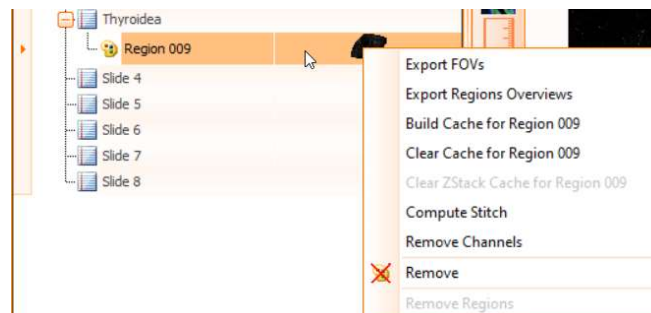 Thyroidea
Region 009
Slide 4
Slide 5
Slide 6
Slide 7
Slide 8
Export FOVs
Export Regions Overviews
Build Cache for Region 009
Clear Cache for Region 009
Clear ZStack Cache for Region 009
Compute Stitch
Remove Channels
Remove
Remove Regions